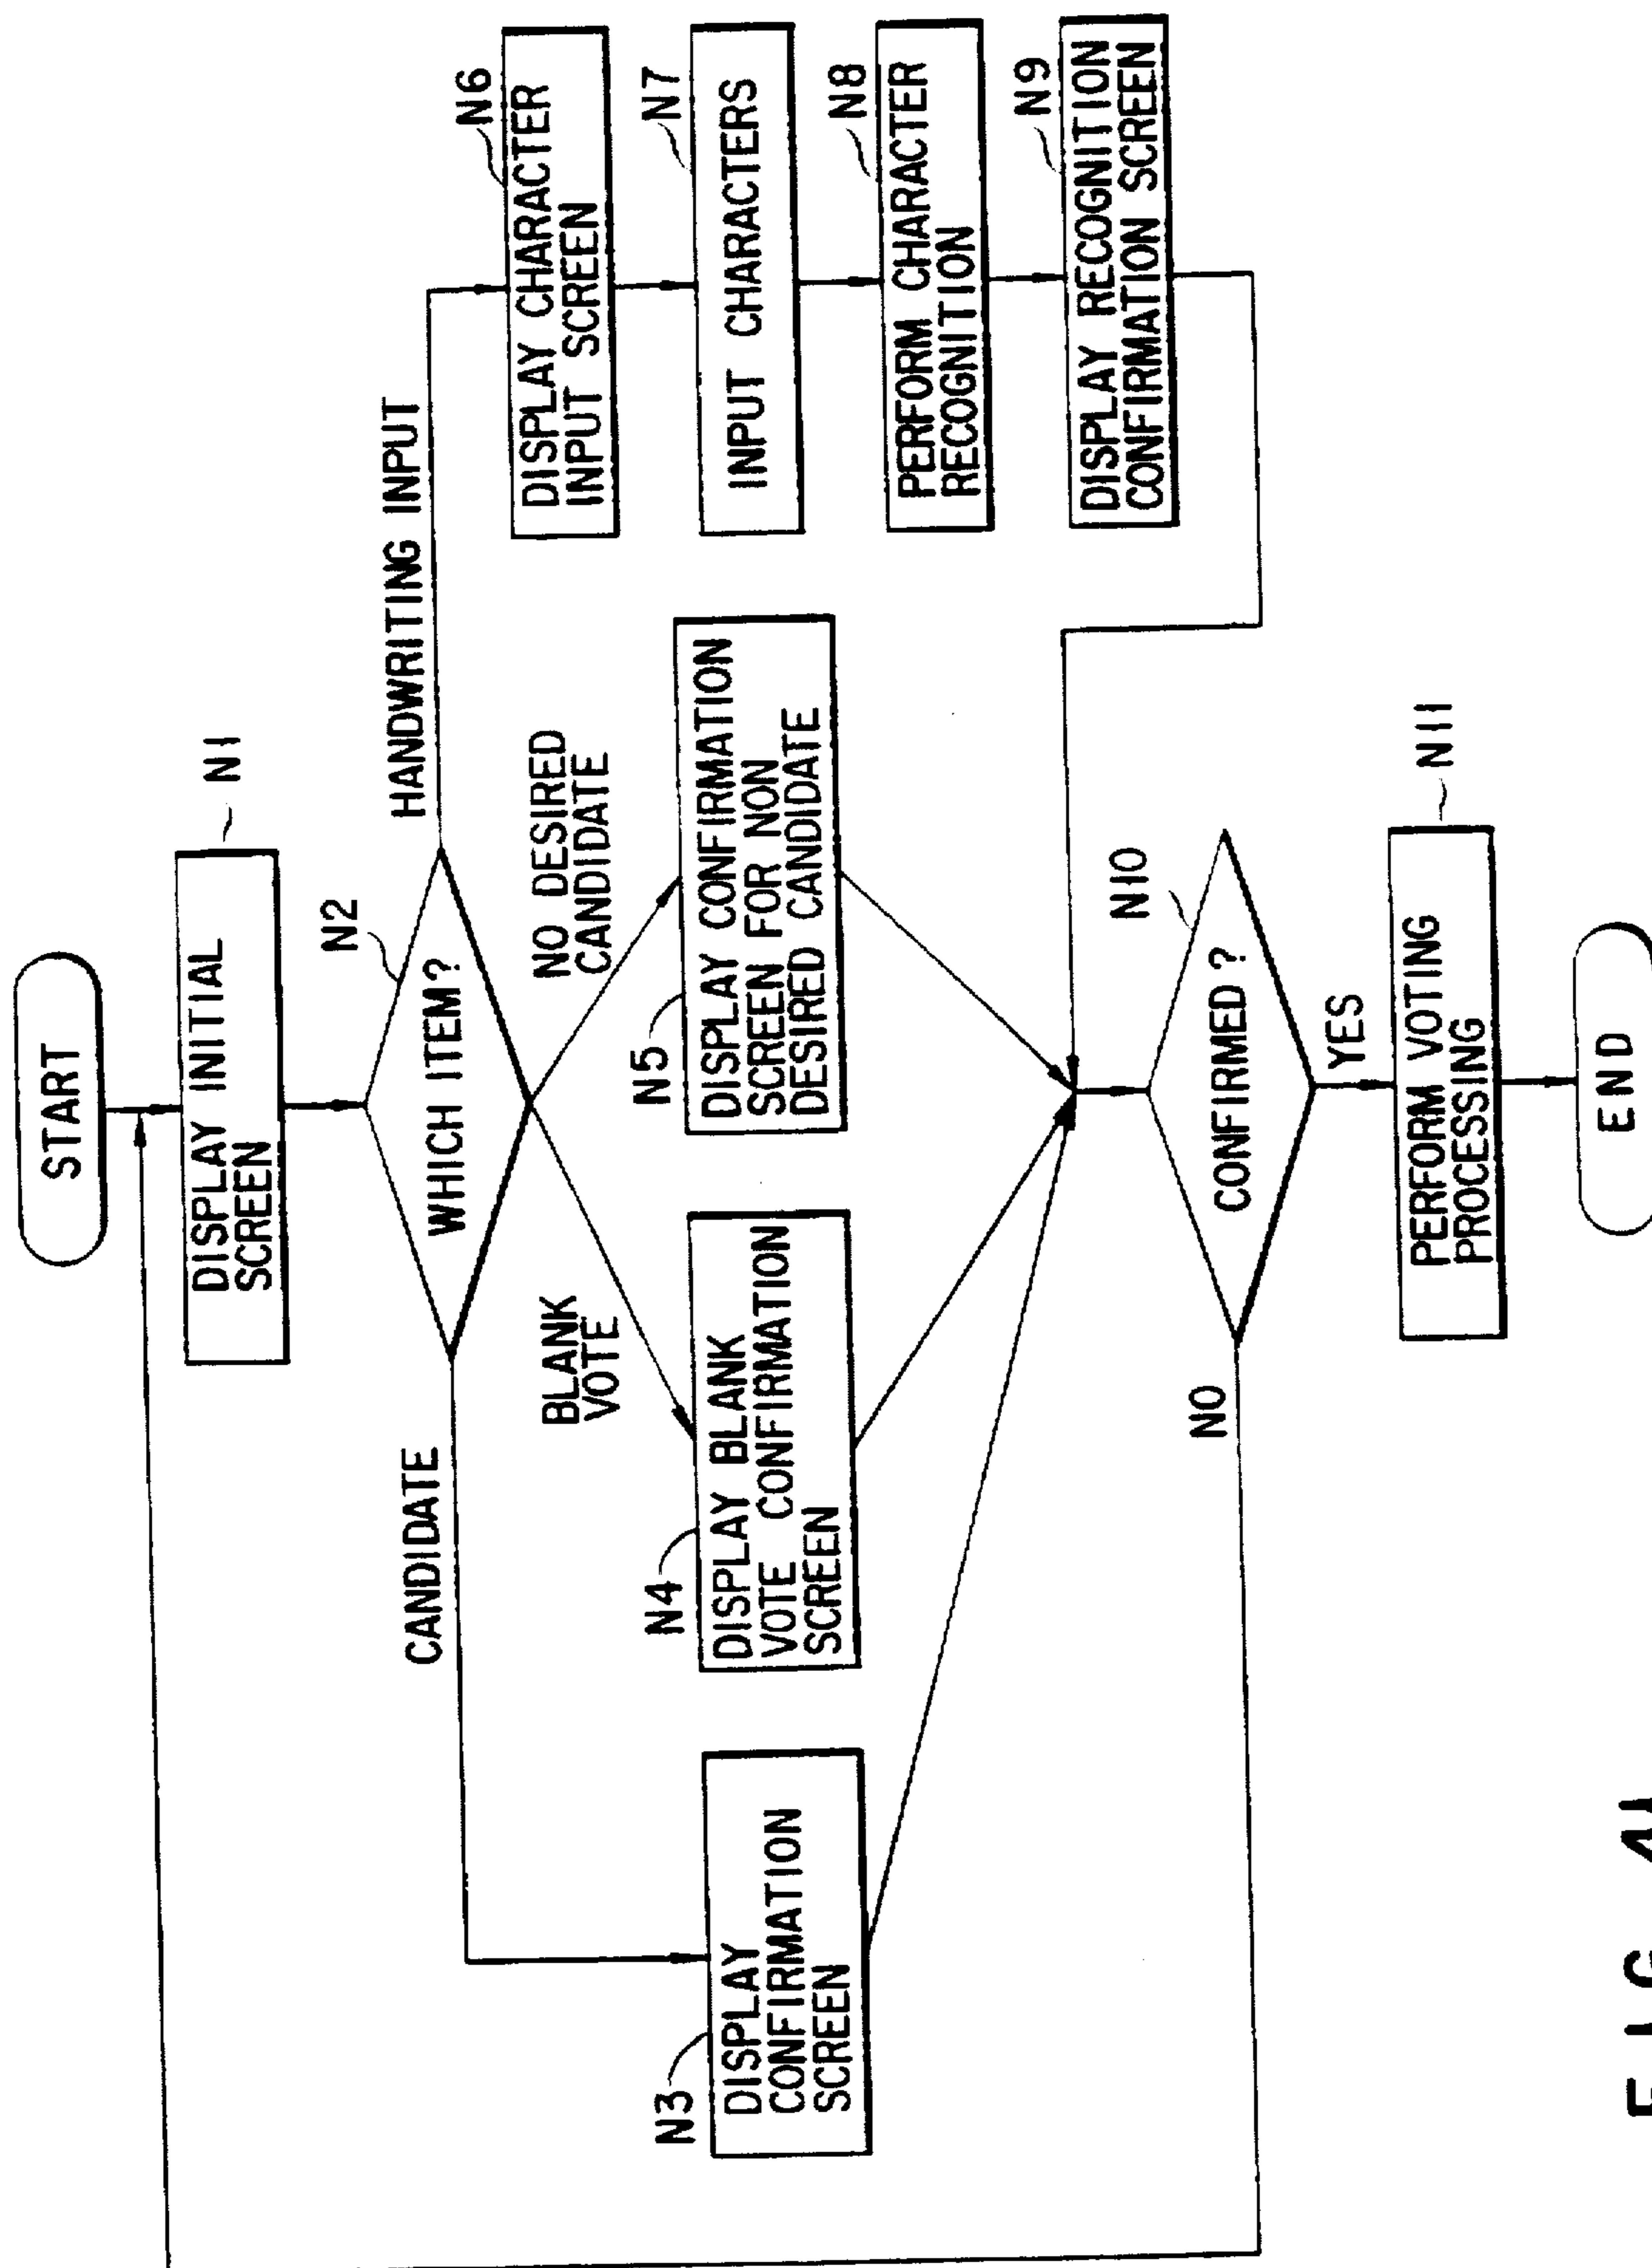 START
DISPLAY INITIAL
SCREEN
N1
WHICH ITEM?
N2
CANDIDATE
BLANK
VOTE
NO DESIRED
CANDIDATE
HANDWRITING INPUT
N3
DISPLAY
CONFIRMATION
SCREEN
N4
DISPLAY BLANK
VOTE CONFIRMATION
SCREEN
N5
DISPLAY CONFIRMATION
SCREEN FOR NON
DESIRED CANDIDATE
N6
DISPLAY CHARACTER
INPUT SCREEN
N7
INPUT CHARACTERS
N8
PERFORM CHARACTER
RECOGNITION
N9
DISPLAY RECOGNITION
CONFIRMATION SCREEN
N10
CONFIRMED?
NO
YES
PERFORM VOTING
PROCESSING
N11
END
FIG. 41